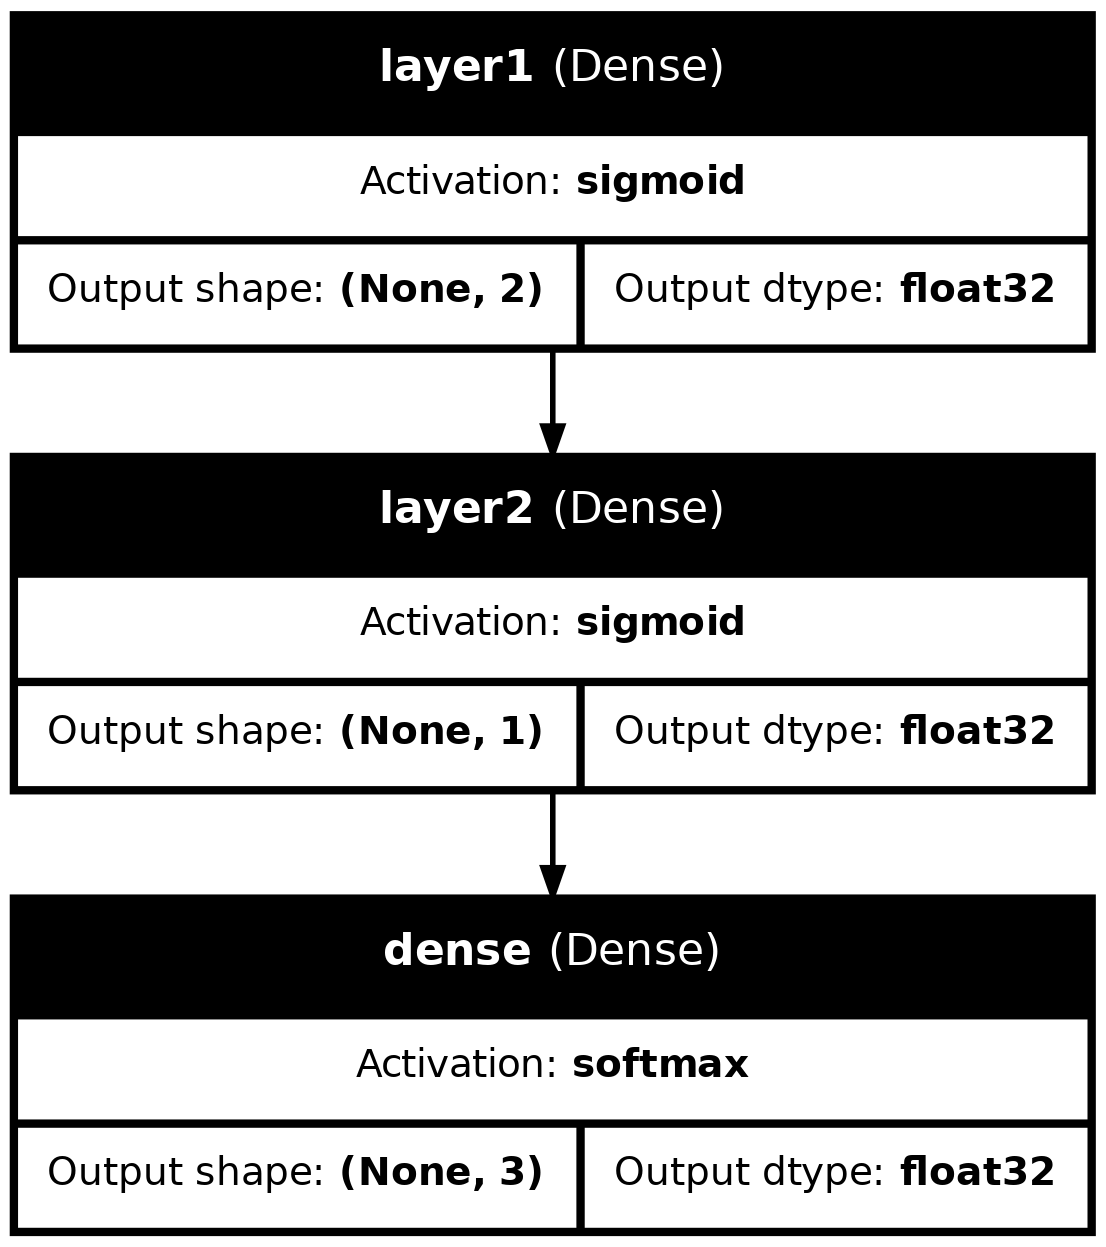 layer1 (Dense)
Activation: sigmoid
Output shape: (None, 2)
Output dtype: float32
layer2 (Dense)
Activation: sigmoid
Output shape: (None, 1)
Output dtype: float32
dense (Dense)
Activation: softmax
Output shape: (None, 3)
Output dtype: float32